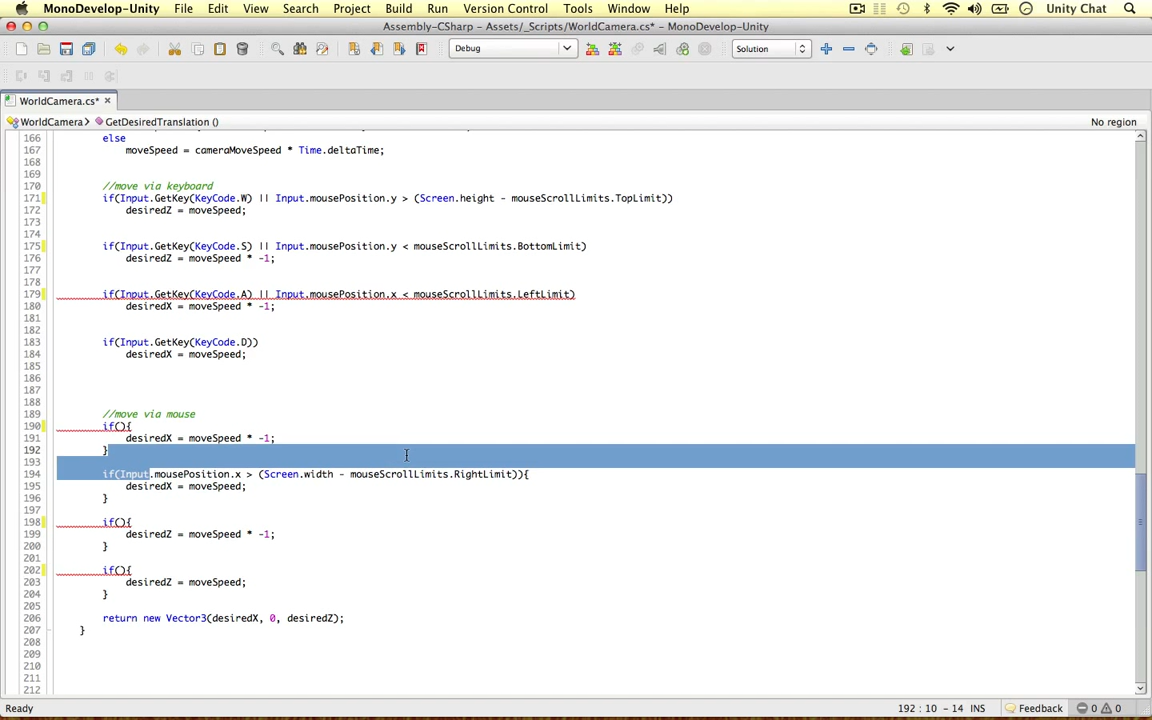 MonoDevelop-Unity File Edit View Search Project Build Run Version Control Tools Window Help Unity Chat
Assembly-CSharp - Assets/_Scripts/WorldCamera.cs* - MonoDevelop-Unity
Debug Solution
WorldCamera.cs* ×
WorldCamera GetDesiredTranslation () No region
166 else
167 moveSpeed = cameraMoveSpeed * Time.deltaTime;
168
169
170 //move via keyboard
171 if(Input.GetKey(KeyCode.W) || Input.mousePosition.y > (Screen.height - mouseScrollLimits.TopLimit))
172 desiredZ = moveSpeed;
173
174
175 if(Input.GetKey(KeyCode.S) || Input.mousePosition.y < mouseScrollLimits.BottomLimit)
176 desiredZ = moveSpeed * -1;
177
178
179 if(Input.GetKey(KeyCode.A) || Input.mousePosition.x < mouseScrollLimits.LeftLimit)
180 desiredX = moveSpeed * -1;
181
182
183 if(Input.GetKey(KeyCode.D))
184 desiredX = moveSpeed;
185
186
187
188
189 //move via mouse
190 if(){
191 desiredX = moveSpeed * -1;
192 }
193
194 if(Input.mousePosition.x > (Screen.width - mouseScrollLimits.RightLimit)){
195 desiredX = moveSpeed;
196 }
197
198 if(){
199 desiredZ = moveSpeed * -1;
200 }
201
202 if(){
203 desiredZ = moveSpeed;
204 }
205
206 return new Vector3(desiredX, 0, desiredZ);
207 }
208
209
210
211
212
Ready 192 : 10 - 14 INS Feedback 0 0